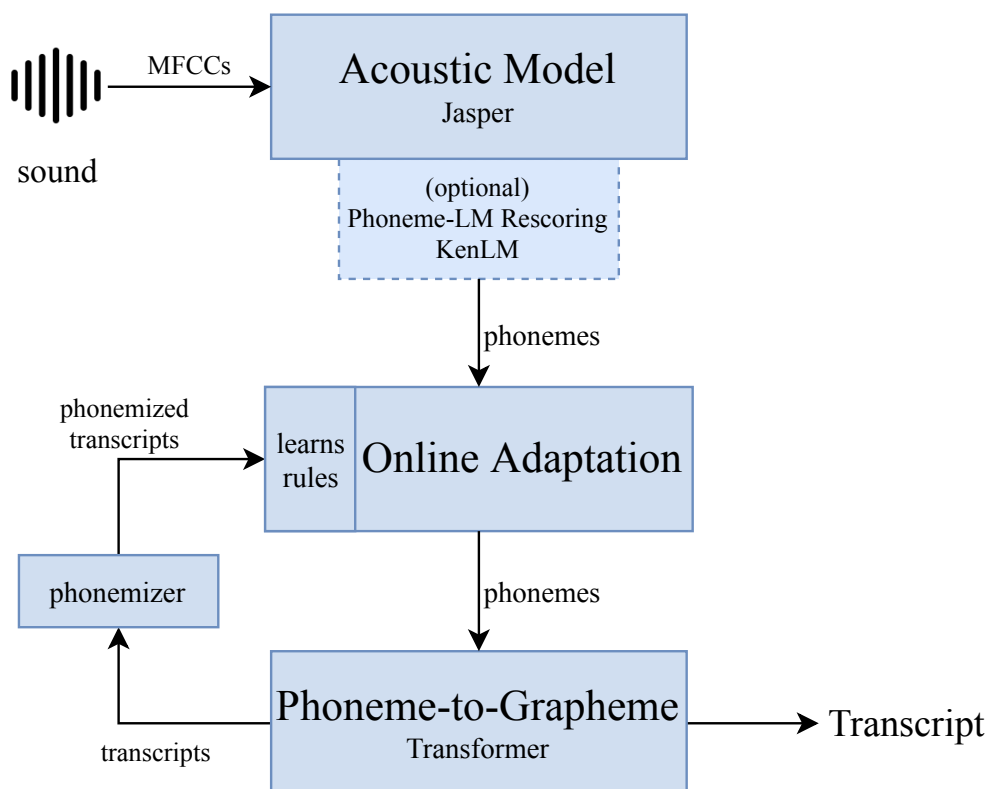 MFCCs
sound
Acoustic Model
Jasper
(optional)
Phoneme-LM Rescoring
KenLM
phonemes
phonemized
transcripts
learns
rules
Online Adaptation
phonemizer
phonemes
transcripts
Phoneme-to-Grapheme
Transformer
Transcript